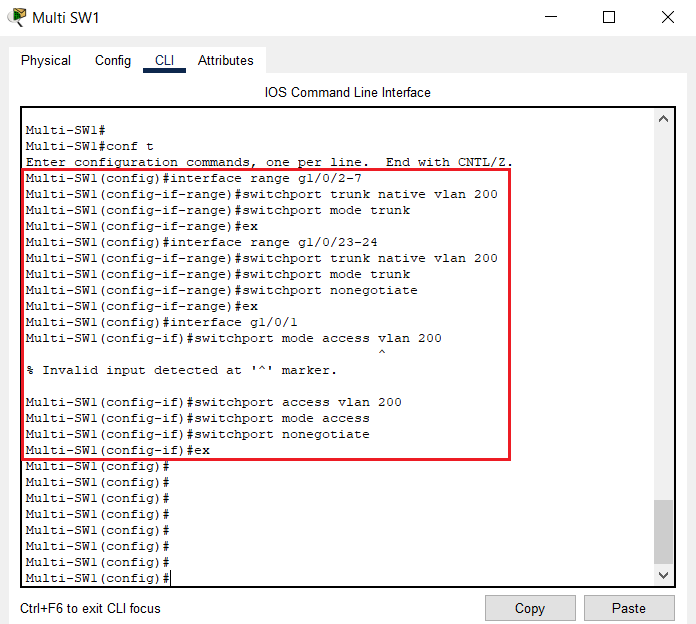 Multi SW1
Physical Config CLI Attributes
IOS Command Line Interface
Multi-SW1#
Multi-SW1#conf t
Enter configuration commands, one per line.  End with CNTL/Z.
Multi-SW1(config)#interface range g1/0/2-7
Multi-SW1(config-if-range)#switchport trunk native vlan 200
Multi-SW1(config-if-range)#switchport mode trunk
Multi-SW1(config-if-range)#ex
Multi-SW1(config)#interface range g1/0/23-24
Multi-SW1(config-if-range)#switchport trunk native vlan 200
Multi-SW1(config-if-range)#switchport mode trunk
Multi-SW1(config-if-range)#switchport nonegotiate
Multi-SW1(config-if-range)#ex
Multi-SW1(config)#interface g1/0/1
Multi-SW1(config-if)#switchport mode access vlan 200
^
% Invalid input detected at '^' marker.
Multi-SW1(config-if)#switchport access vlan 200
Multi-SW1(config-if)#switchport mode access
Multi-SW1(config-if)#switchport nonegotiate
Multi-SW1(config-if)#ex
Multi-SW1(config)#
Multi-SW1(config)#
Multi-SW1(config)#
Multi-SW1(config)#
Multi-SW1(config)#
Multi-SW1(config)#
Multi-SW1(config)#
Multi-SW1(config)#
Ctrl+F6 to exit CLI focus
Copy Paste